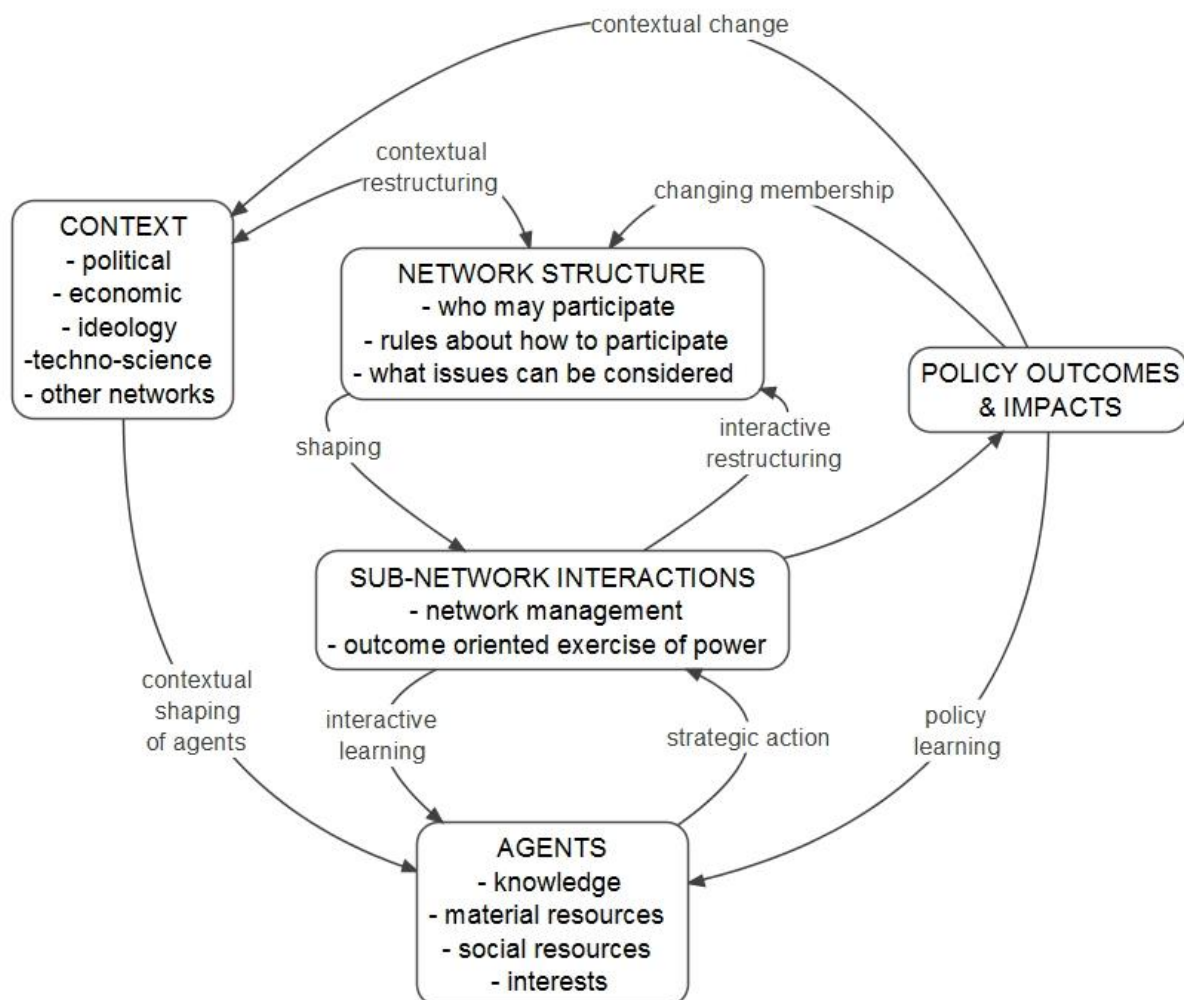 contextual change
contextual
restructuring
changing membership
CONTEXT
- political
- economic
- ideology
-techno-science
- other networks
NETWORK STRUCTURE
- who may participate
- rules about how to participate
- what issues can be considered
POLICY OUTCOMES
& IMPACTS
shaping
interactive
restructuring
SUB-NETWORK INTERACTIONS
- network management
- outcome oriented exercise of power
contextual
shaping
of agents
interactive
learning
strategic action
policy
learning
AGENTS
- knowledge
- material resources
- social resources
- interests